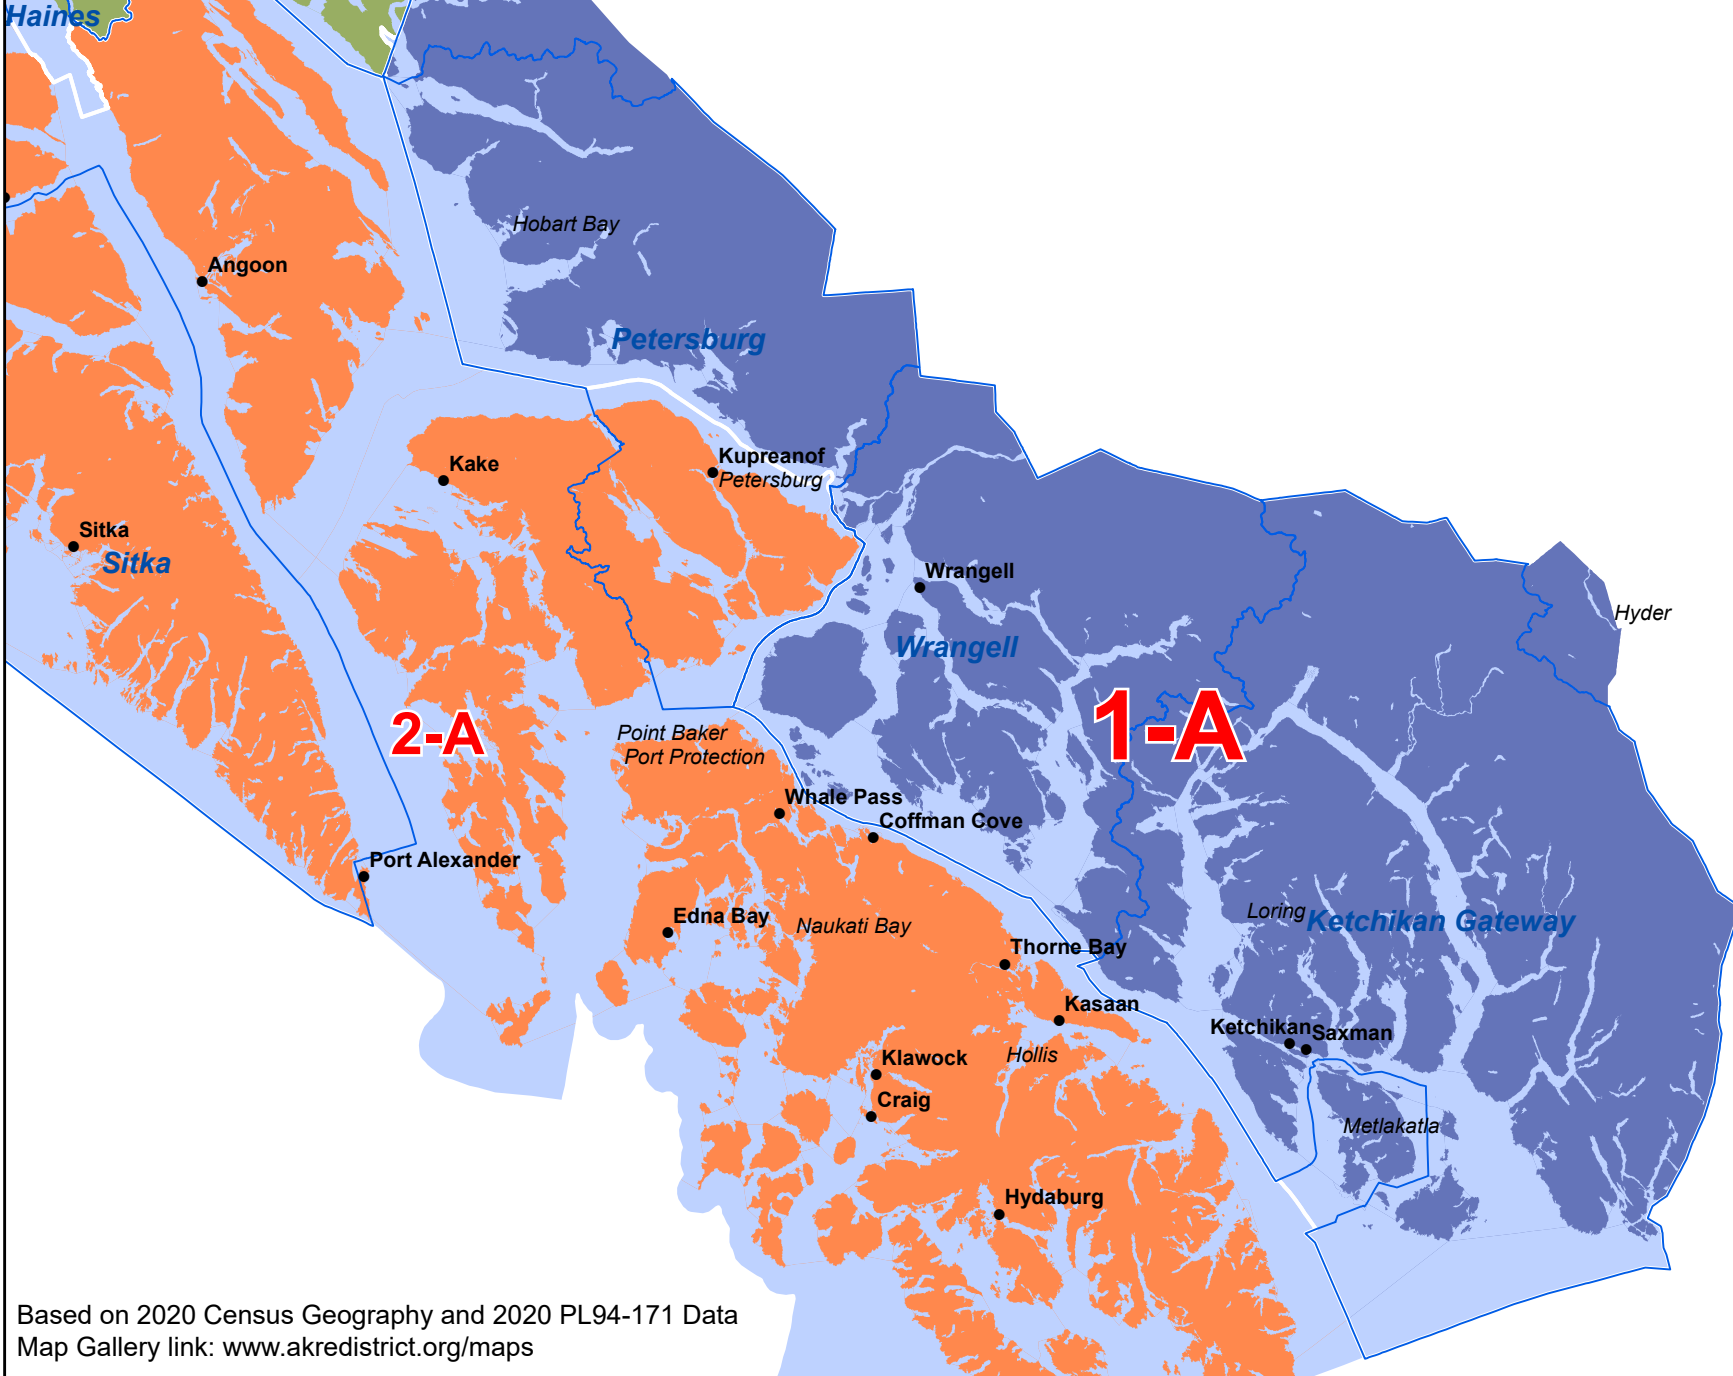 Haines
Hobart Bay
Angoon
Petersburg
Kupreanof
Petersburg
Kake
Sitka
Sitka
Wrangell
Wrangell
Hyder
1-A
2-A
Point Baker
Port Protection
Whale Pass
Coffman Cove
Port Alexander
Edna Bay
Naukati Bay
Loring
Ketchikan Gateway
Thorne Bay
Kasaan
Ketchikan
Saxman
Hollis
Klawock
Craig
Metlakatla
Hydaburg
Based on 2020 Census Geography and 2020 PL94-171 Data
Map Gallery link: www.akredistrict.org/maps